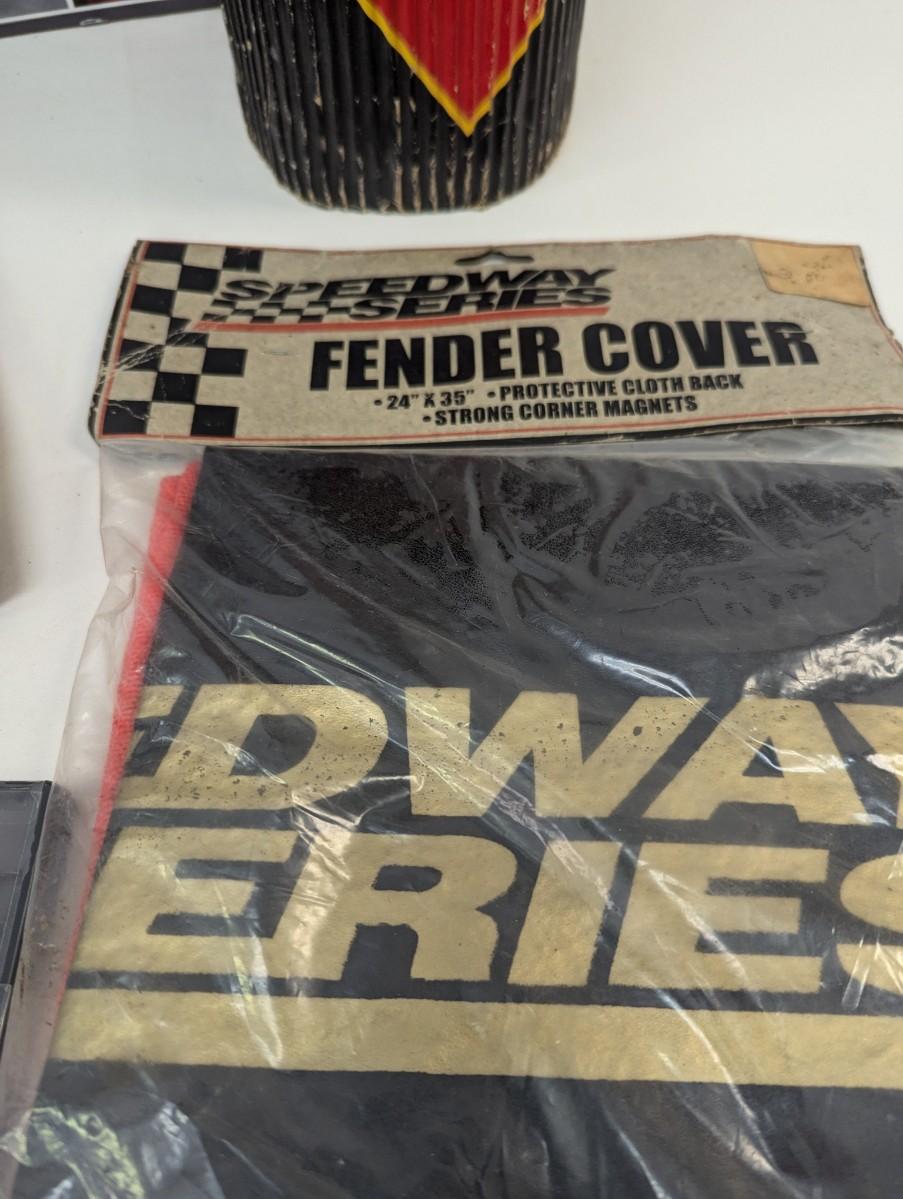 SPEEDWAY
SERIES
FENDER COVER
• 24" X 35" • PROTECTIVE CLOTH BACK
• STRONG CORNER MAGNETS
EDWAY
ERIES